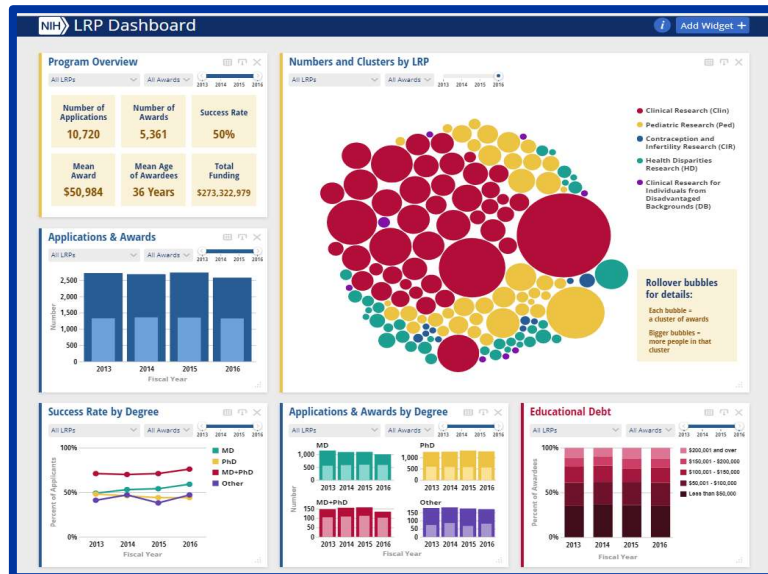 NIH LRP Dashboard
i
Add Widget +
Program Overview
All LRPs
All Awards
2013 2014 2015 2016
Number of
Applications
10,720
Number of
Awards
5,361
Success Rate
50%
Mean
Award
$50,984
Mean Age
of Awardees
36 Years
Total
Funding
$273,322,979
Numbers and Clusters by LRP
All LRPs
All Awards
2013 2014 2015 2016
Clinical Research (Clin)
Pediatric Research (Ped)
Contraception and
Infertility Research (CIR)
Health Disparities
Research (HD)
Clinical Research for
Individuals from
Disadvantaged
Backgrounds (DB)
Rollover bubbles
for details:
Each bubble =
a cluster of awards
Bigger bubbles =
more people in that
cluster
Applications & Awards
All LRPs
All Awards
2013 2014 2015 2016
Number
2,500
2,000
1,500
1,000
500
0
2013 2014 2015 2016
Fiscal Year
Success Rate by Degree
All LRPs
All Awards
2013 2014 2015 2016
Percent of Applicants
100%
50%
0%
MD
PhD
MD+PhD
Other
2013 2014 2015 2016
Fiscal Year
Applications & Awards by Degree
All LRPs
All Awards
2013 2014 2015 2016
Number
MD
1,000
500
0
PhD
1,000
500
0
MD+PhD
150
100
50
0
2013 2014 2015 2016
Other
150
100
50
0
2013 2014 2015 2016
Fiscal Year
Educational Debt
All LRPs
All Awards
2013 2014 2015 2016
Percent of Awardees
100%
50%
0%
$200,001 and over
$150,001 - $200,000
$100,001 - $150,000
$50,001 - $100,000
Less than $50,000
2013 2014 2015 2016
Fiscal Year